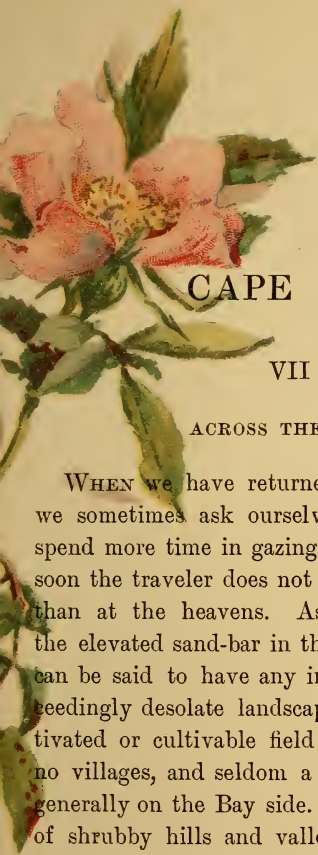 CAPE
VII
ACROSS THE
WHEN we have returne
we sometimes ask ourselv
spend more time in gazing
soon the traveler does not
than at the heavens. As
the elevated sand-bar in th
can be said to have any in
ceedingly desolate landscap
tivated or cultivable field
no villages, and seldom a
generally on the Bay side.
of shrubby hills and valle